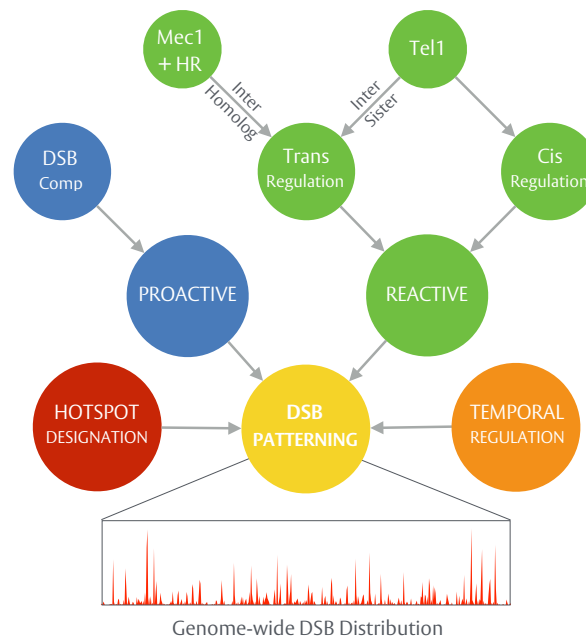 Mec1
+ HR
Tel1
Inter
Homolog
Inter
Sister
DSB
Comp
Trans
Regulation
Cis
Regulation
PROACTIVE
REACTIVE
HOTSPOT
DESIGNATION
DSB
PATTERNING
TEMPORAL
REGULATION
Genome-wide DSB Distribution